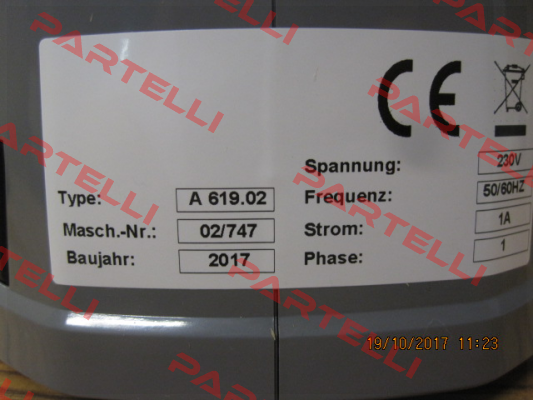 PARTELLI
CE
Spannung: 230V
Type: A 619.02 Frequenz: 50/60HZ
Masch.-Nr.: 02/747 Strom: 1A
Baujahr: 2017 Phase: 1
19/10/2017 11:23